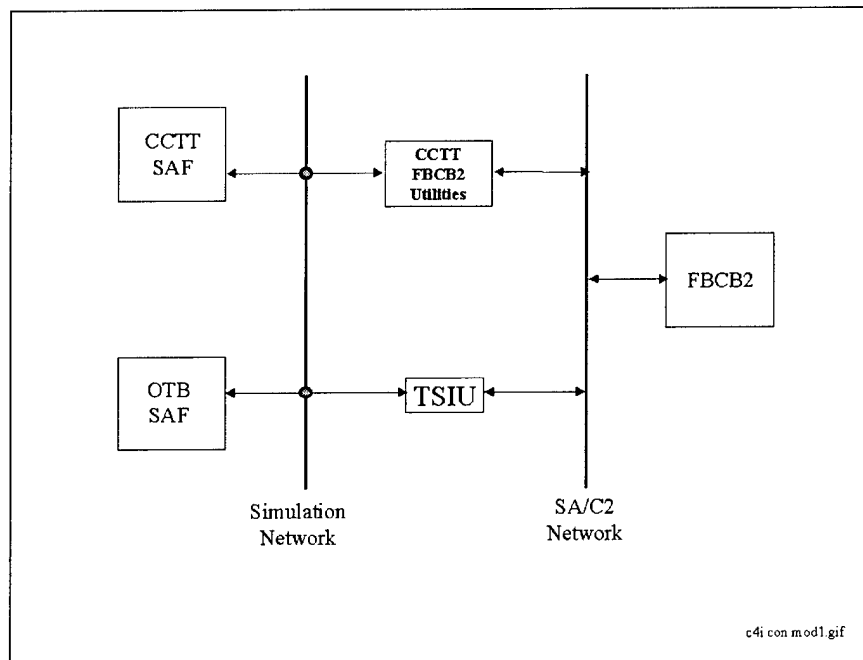 CCTT
SAF
CCTT
FBCB2
Utilities
FBCB2
OTB
SAF
TSIU
Simulation
Network
SA/C2
Network
c4i con mod1.gif